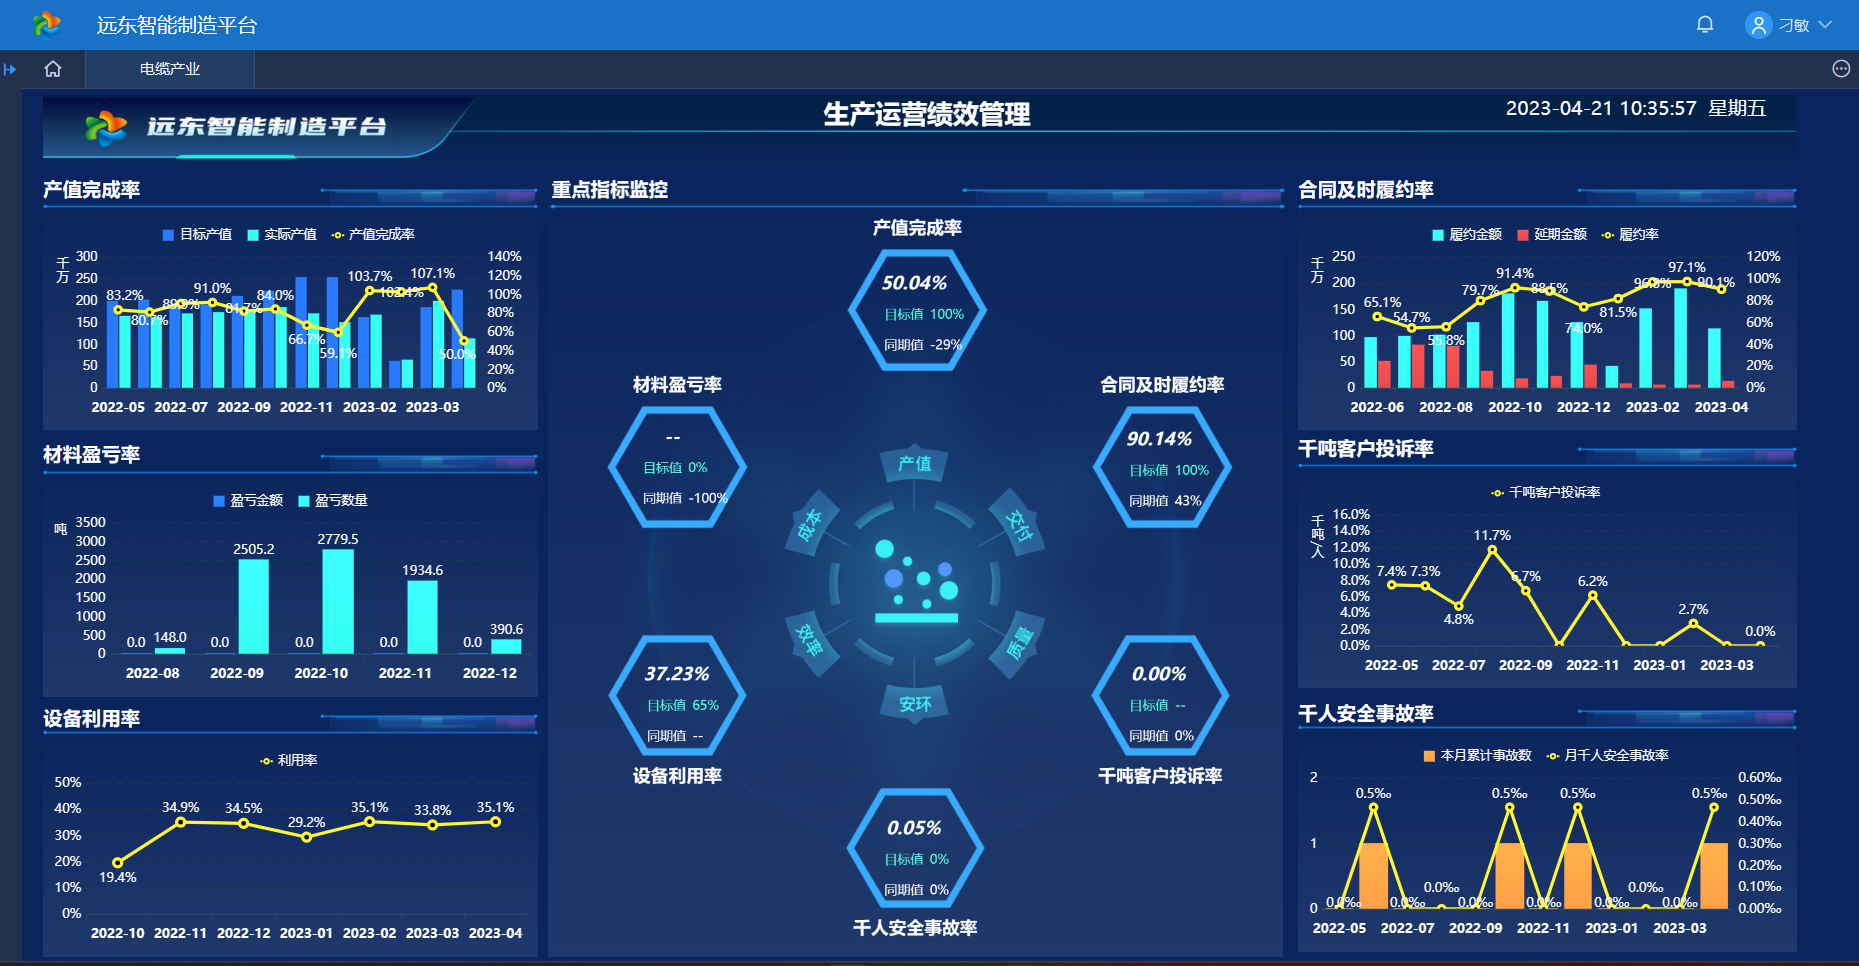 远东智能制造平台
刁敏
电缆产业
远东智能制造平台
生产运营绩效管理
2023-04-21 10:35:57 星期五
产值完成率
目标产值 实际产值 产值完成率
千万
300
250
200
150
100
50
0
140%
120%
100%
80%
60%
40%
20%
0%
83.2%
80.7%
89.9%
91.0%
81.7%
84.0%
66.7%
59.1%
103.7%
102.4%
107.1%
50.0%
2022-05 2022-07 2022-09 2022-11 2023-02 2023-03
材料盈亏率
盈亏金额 盈亏数量
吨
3500
3000
2500
2000
1500
1000
500
0
0.0 148.0 0.0 2505.2 0.0 2779.5 0.0 1934.6 0.0 390.6
2022-08 2022-09 2022-10 2022-11 2022-12
设备利用率
利用率
50%
40%
30%
20%
10%
0%
19.4% 34.9% 34.5% 29.2% 35.1% 33.8% 35.1%
2022-10 2022-11 2022-12 2023-01 2023-02 2023-03 2023-04
重点指标监控
产值完成率
50.04%
目标值 100%
同期值 -29%
材料盈亏率
--
目标值 0%
同期值 -100%
合同及时履约率
90.14%
目标值 100%
同期值 43%
产值
成本
交付
效率
质量
安环
37.23%
目标值 65%
同期值 --
设备利用率
0.00%
目标值 --
同期值 0%
千吨客户投诉率
0.05%
目标值 0%
同期值 0%
千人安全事故率
合同及时履约率
履约金额 延期金额 履约率
千万
250
200
150
100
50
0
120%
100%
80%
60%
40%
20%
0%
65.1%
54.7%
55.8%
79.7%
91.4%
88.5%
74.0%
81.5%
97.1%
90.1%
2022-06 2022-08 2022-10 2022-12 2023-02 2023-04
千吨客户投诉率
千吨客户投诉率
千吨/人
16.0%
14.0%
12.0%
10.0%
8.0%
6.0%
4.0%
2.0%
0.0%
7.4% 7.3% 4.8% 11.7% 6.7% 6.2% 2.7% 0.0%
2022-05 2022-07 2022-09 2022-11 2023-01 2023-03
千人安全事故率
本月累计事故数 月千人安全事故率
2
1
0
0.60‰
0.50‰
0.40‰
0.30‰
0.20‰
0.10‰
0.00‰
0.0‰ 0.5‰ 0.0‰ 0.0‰ 0.0‰ 0.5‰ 0.0‰ 0.5‰ 0.0‰ 0.0‰ 0.0‰ 0.5‰
2022-05 2022-07 2022-09 2022-11 2023-01 2023-03